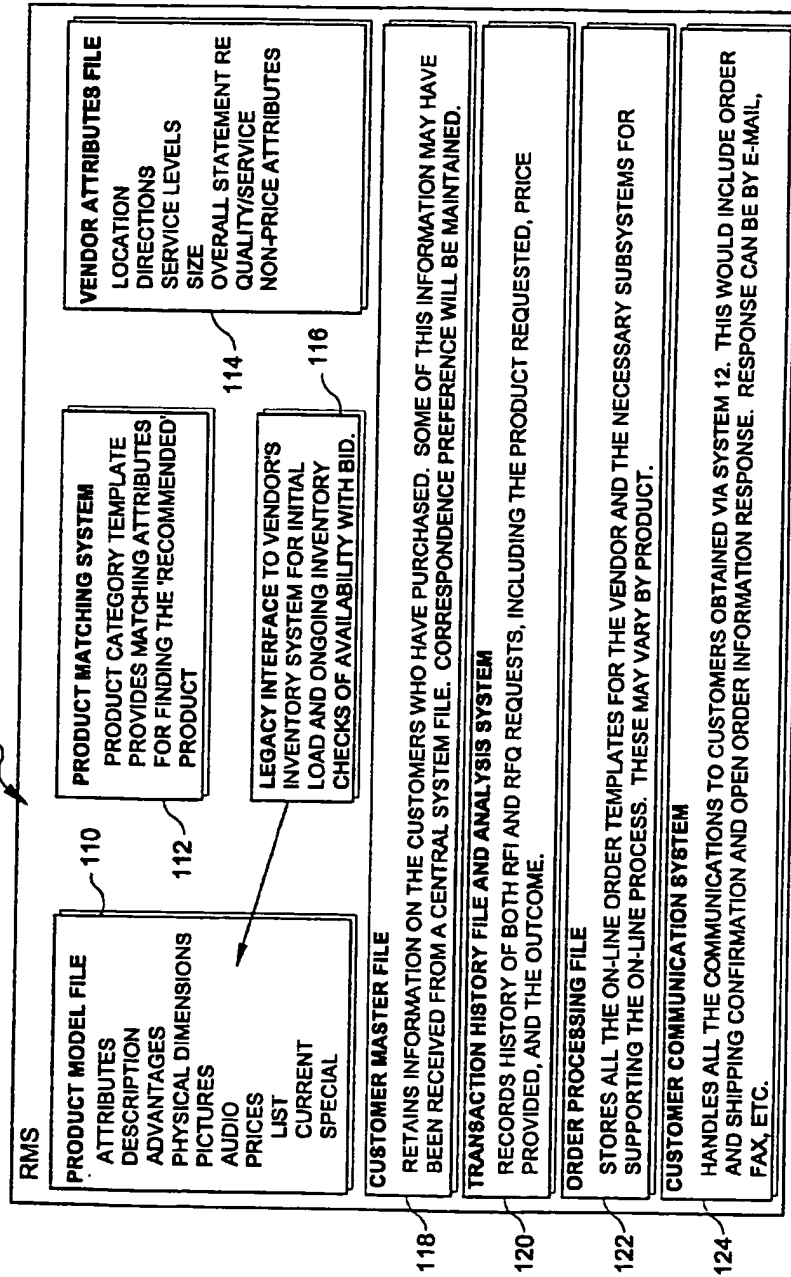 RMS
PRODUCT MODEL FILE
ATTRIBUTES
DESCRIPTION
ADVANTAGES
PHYSICAL DIMENSIONS
PICTURES
AUDIO
PRICES
LIST
CURRENT
SPECIAL
110
PRODUCT MATCHING SYSTEM
PRODUCT CATEGORY TEMPLATE
PROVIDES MATCHING ATTRIBUTES
FOR FINDING THE 'RECOMMENDED'
PRODUCT
112
VENDOR ATTRIBUTES FILE
LOCATION
DIRECTIONS
SERVICE LEVELS
SIZE
OVERALL STATEMENT RE
QUALITY/SERVICE
NON-PRICE ATTRIBUTES
114
116
LEGACY INTERFACE TO VENDOR'S
INVENTORY SYSTEM FOR INITIAL
LOAD AND ONGOING INVENTORY
CHECKS OF AVAILABILITY WITH BID.
CUSTOMER MASTER FILE
RETAINS INFORMATION ON THE CUSTOMERS WHO HAVE PURCHASED. SOME OF THIS INFORMATION MAY HAVE
BEEN RECEIVED FROM A CENTRAL SYSTEM FILE. CORRESPONDENCE PREFERENCE WILL BE MAINTAINED.
118
TRANSACTION HISTORY FILE AND ANALYSIS SYSTEM
RECORDS HISTORY OF BOTH RFI AND RFQ REQUESTS, INCLUDING THE PRODUCT REQUESTED, PRICE
PROVIDED, AND THE OUTCOME.
120
ORDER PROCESSING FILE
STORES ALL THE ON-LINE ORDER TEMPLATES FOR THE VENDOR AND THE NECESSARY SUBSYSTEMS FOR
SUPPORTING THE ON-LINE PROCESS. THESE MAY VARY BY PRODUCT.
122
CUSTOMER COMMUNICATION SYSTEM
HANDLES ALL THE COMMUNICATIONS TO CUSTOMERS OBTAINED VIA SYSTEM 12. THIS WOULD INCLUDE ORDER
AND SHIPPING CONFIRMATION AND OPEN ORDER INFORMATION RESPONSE. RESPONSE CAN BE BY E-MAIL,
FAX, ETC.
124